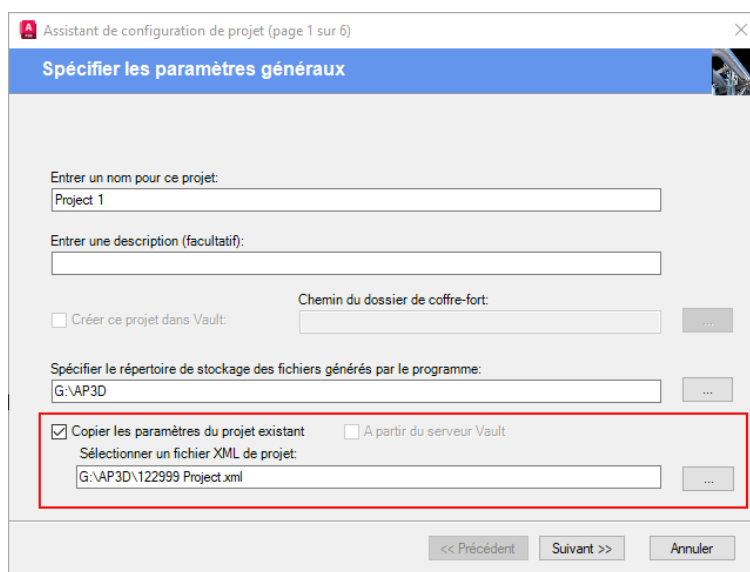 Assistant de configuration de projet (page 1 sur 6)
Spécifier les paramètres généraux
Entrer un nom pour ce projet:
Project 1
Entrer une description (facultatif):
Chemin du dossier de coffre-fort:
Créer ce projet dans Vault:
...
Spécifier le répertoire de stockage des fichiers générés par le programme:
G:\AP3D
...
Copier les paramètres du projet existant
A partir du serveur Vault
Sélectionner un fichier XML de projet:
G:\AP3D\122999 Project.xml
...
<< Précédent
Suivant >>
Annuler